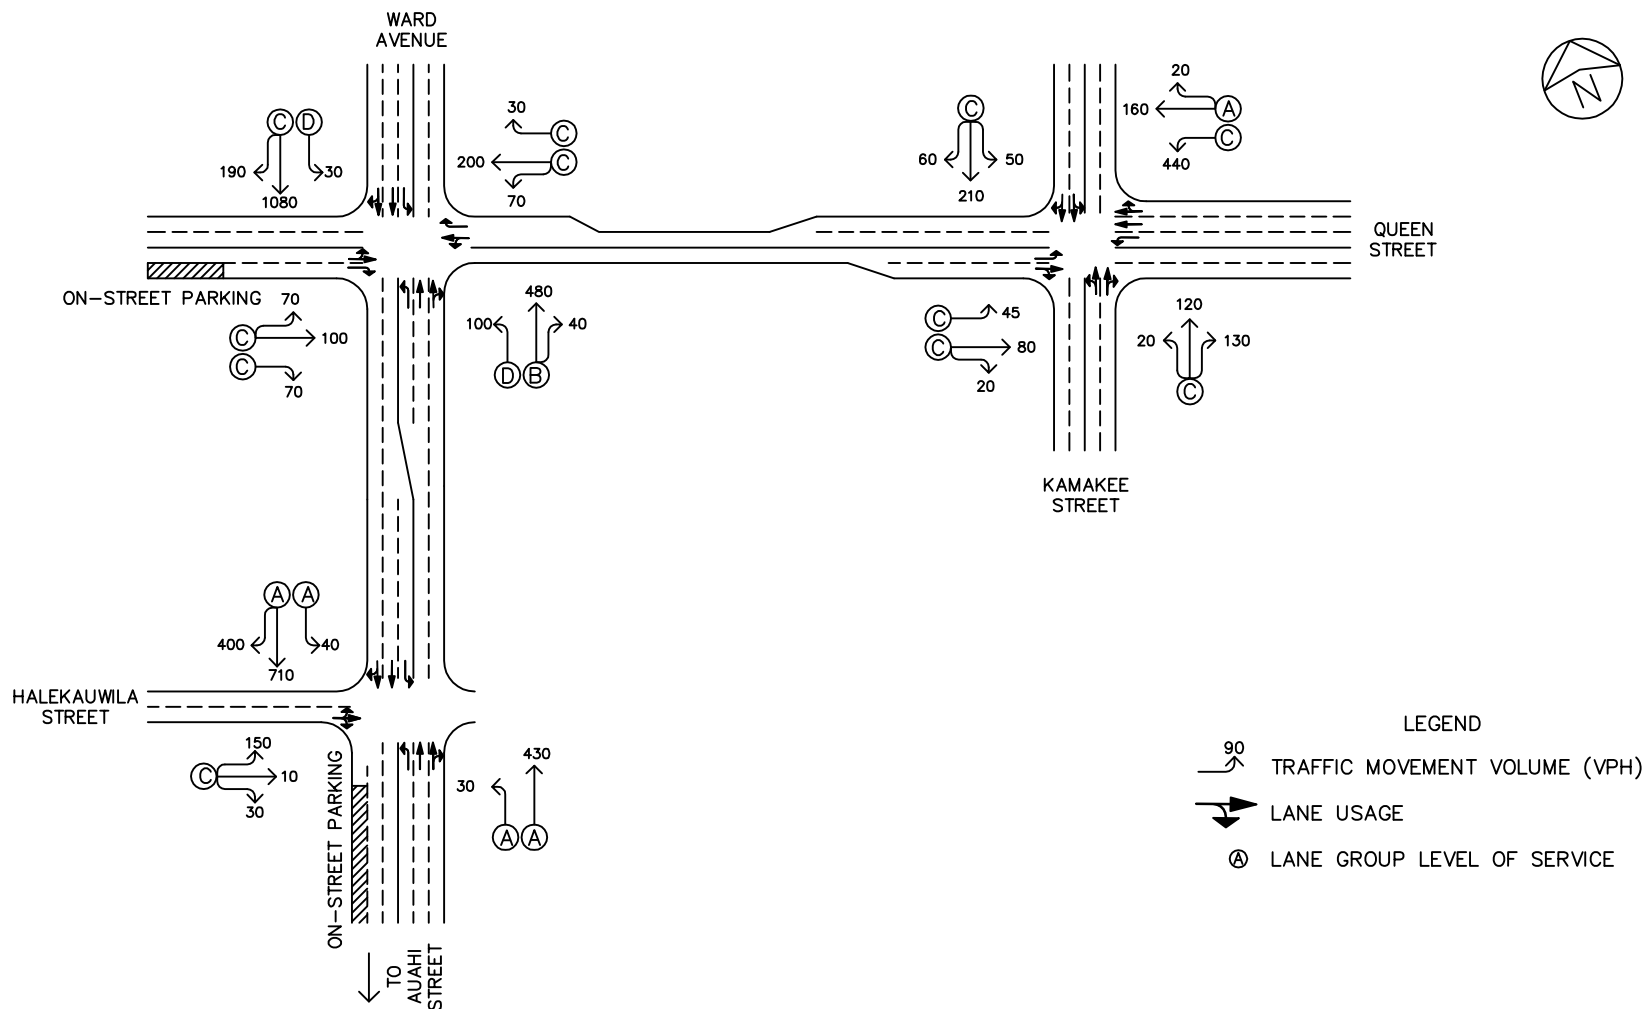 WARD
AVENUE
C D
190
1080
30
30
C
200
C
70
C
60
50
210
20
160
A
C
440
N
QUEEN
STREET
ON-STREET PARKING
70
C
100
C
70
480
100
40
D B
C
45
C
80
20
120
20
130
C
KAMAKEE
STREET
A A
400
40
710
HALEKAUWILA
STREET
150
C
10
30
ON-STREET PARKING
430
30
A A
TO
AUAHI
STREET
LEGEND
90
TRAFFIC MOVEMENT VOLUME (VPH)
LANE USAGE
A LANE GROUP LEVEL OF SERVICE